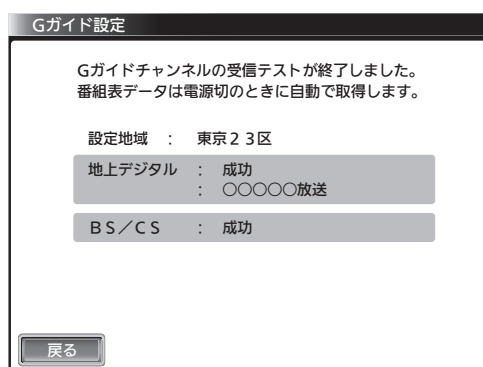 Gガイド設定
Gガイドチャンネルの受信テストが終了しました。
番組表データは電源切のときに自動で取得します。
設定地域 : 東京２３区
地上デジタル : 成功
: ○○○○○放送
ＢＳ／ＣＳ : 成功
戻る